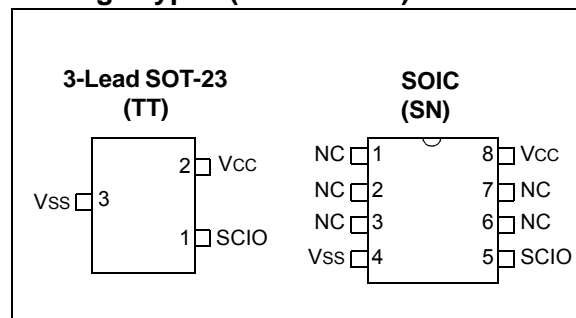 3-Lead SOT-23
(TT)
2 VCC
VSS 3
1 SCIO
SOIC
(SN)
NC 1 8 VCC
NC 2 7 NC
NC 3 6 NC
VSS 4 5 SCIO